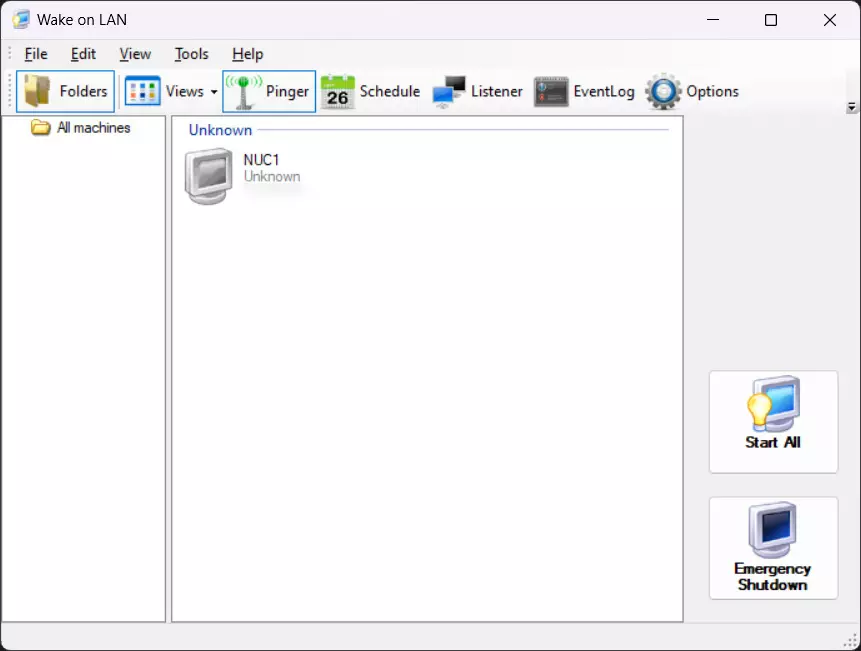 Wake on LAN
File Edit View Tools Help
Folders Views Pinger 26 Schedule Listener EventLog Options
All machines
Unknown
NUC1
Unknown
Start All
Emergency
Shutdown